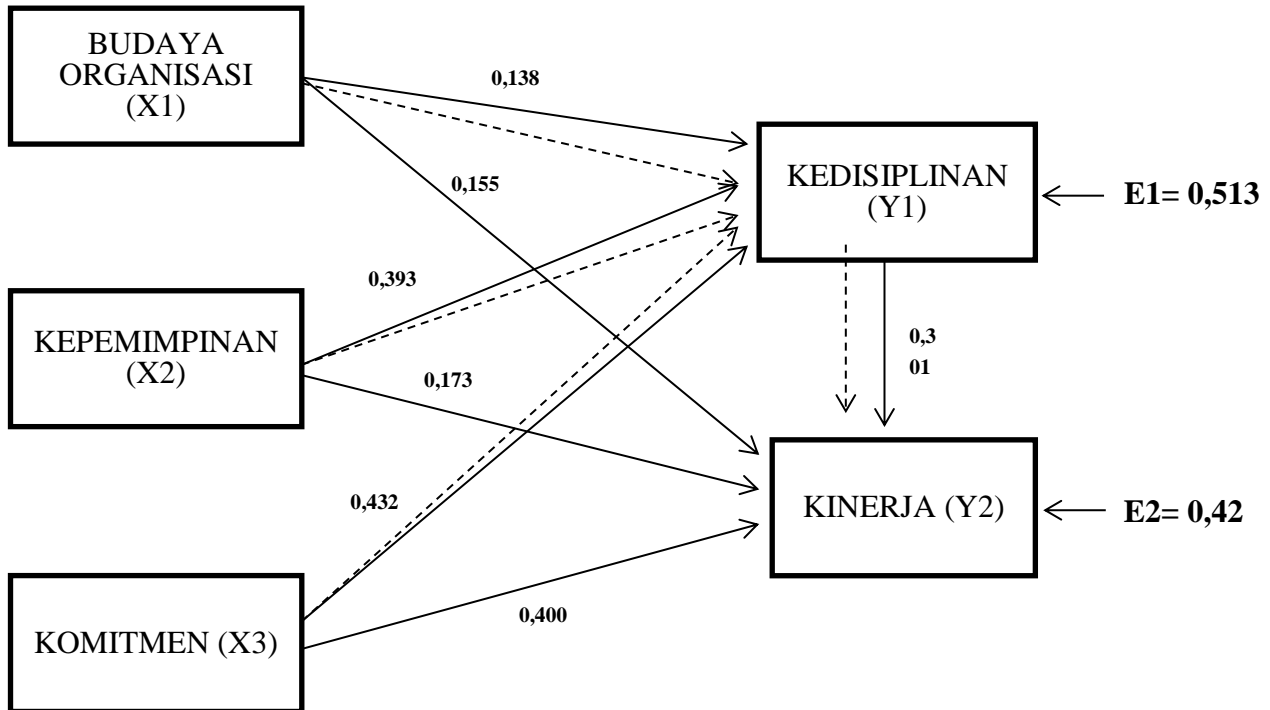 BUDAYA
ORGANISASI
(X1)
0,138
KEDISIPLINAN
(Y1)
E1= 0,513
0,155
0,393
KEPEMIMPINAN
(X2)
0,3
01
0,173
0,432
KINERJA (Y2)
E2= 0,42
KOMITMEN (X3)
0,400